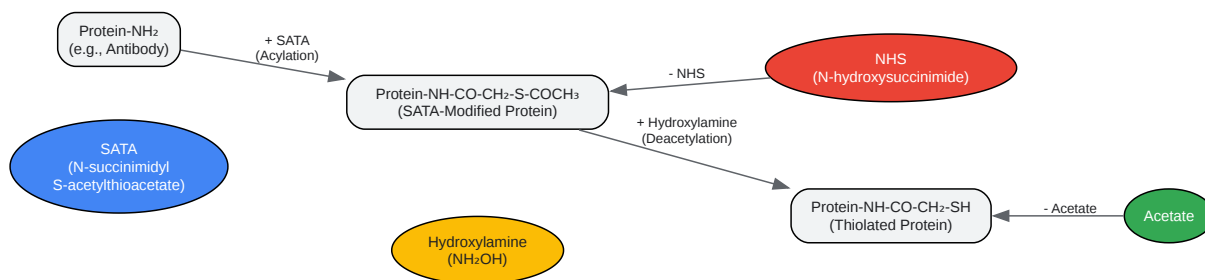 Protein-NH₂
(e.g., Antibody)
+ SATA
(Acylation)
NHS
(N-hydroxysuccinimide)
- NHS
Protein-NH-CO-CH₂-S-COCH₃
(SATA-Modified Protein)
+ Hydroxylamine
(Deacetylation)
SATA
(N-succinimidyl
S-acetylthioacetate)
Protein-NH-CO-CH₂-SH
(Thiolated Protein)
- Acetate
Acetate
Hydroxylamine
(NH₂OH)